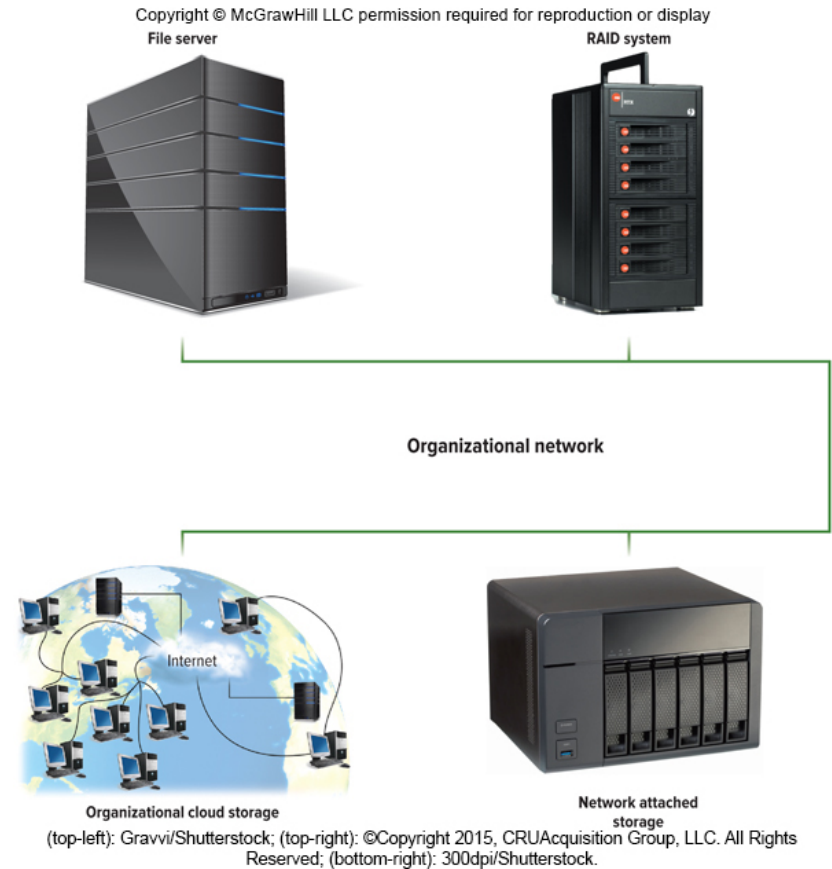 Copyright © McGrawHill LLC permission required for reproduction or display
File server
RAID system
Organizational network
Internet
Organizational cloud storage
Network attached
storage
(top-left): Gravvi/Shutterstock; (top-right): ©Copyright 2015, CRUAcquisition Group, LLC. All Rights
Reserved; (bottom-right): 300dpi/Shutterstock.